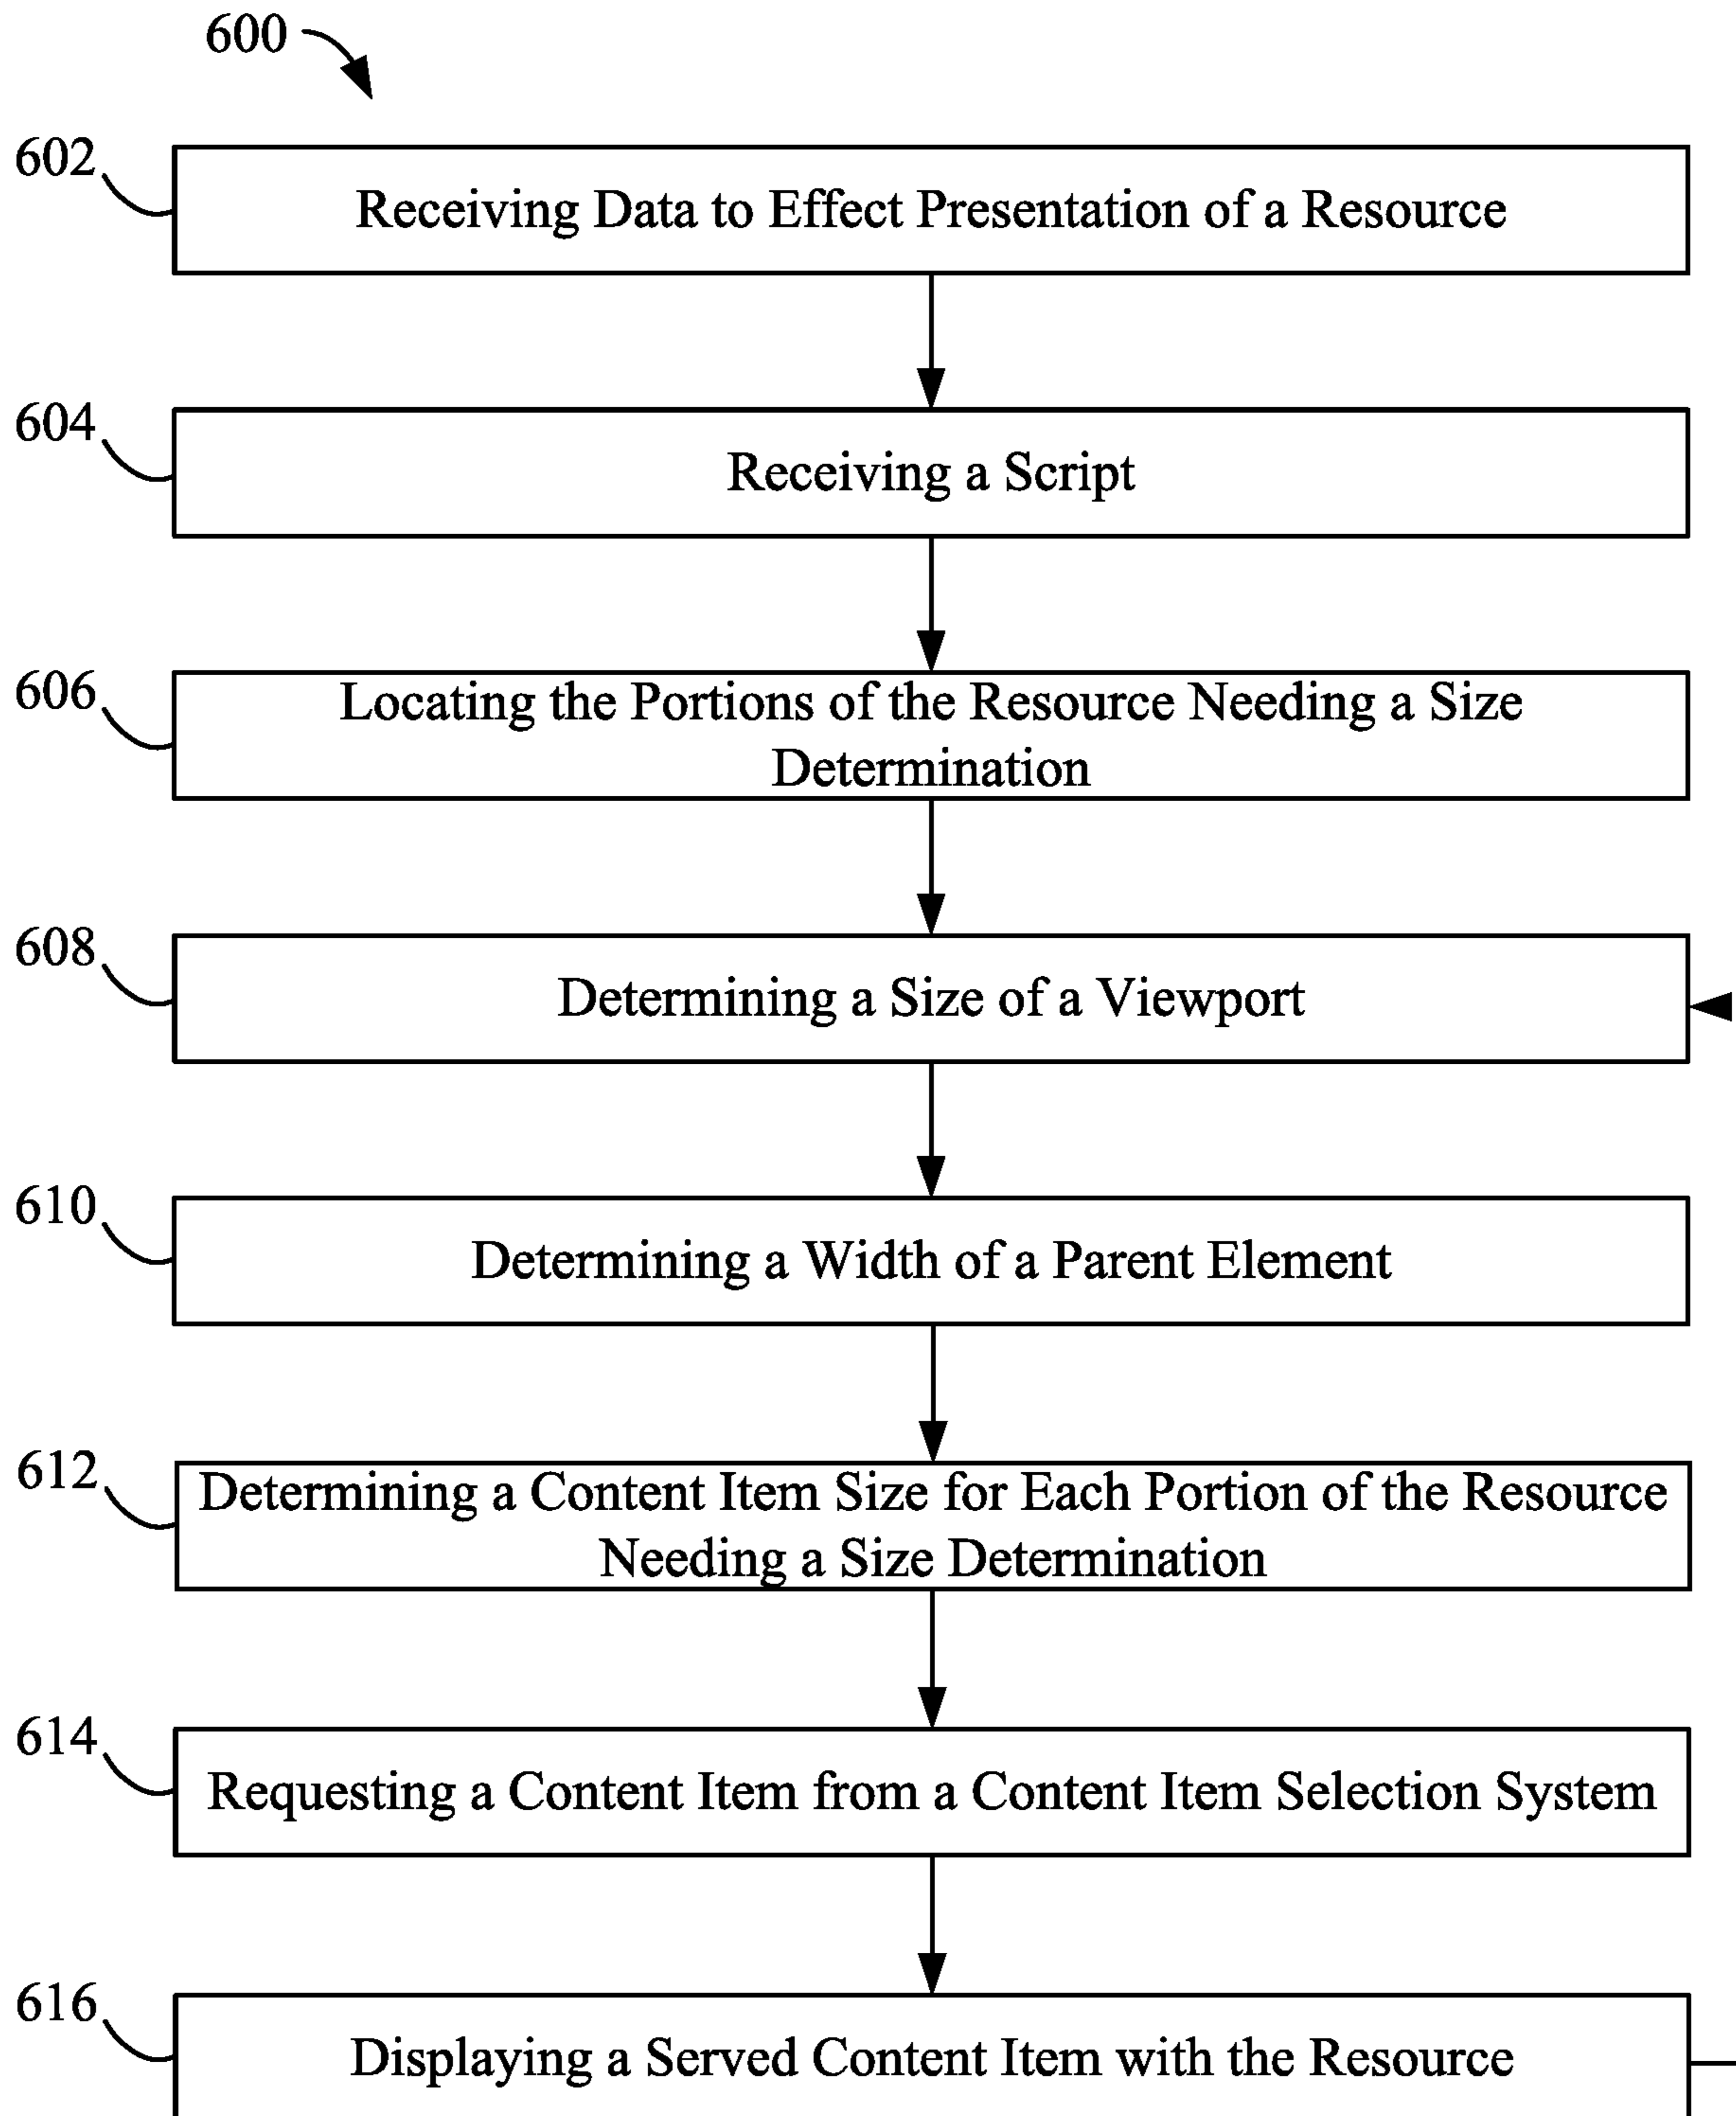 600
602
Receiving Data to Effect Presentation of a Resource
604
Receiving a Script
606
Locating the Portions of the Resource Needing a Size
Determination
608
Determining a Size of a Viewport
610
Determining a Width of a Parent Element
612
Determining a Content Item Size for Each Portion of the Resource
Needing a Size Determination
614
Requesting a Content Item from a Content Item Selection System
616
Displaying a Served Content Item with the Resource